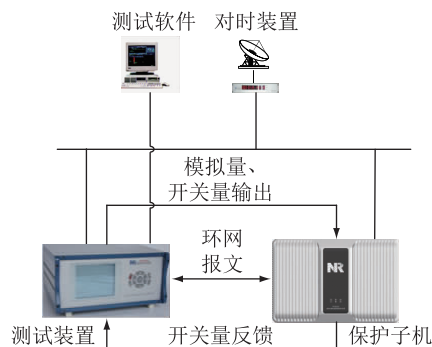 测试软件 对时装置
模拟量、
开关量输出
环网
报文
NR
测试装置 开关量反馈 保护子机